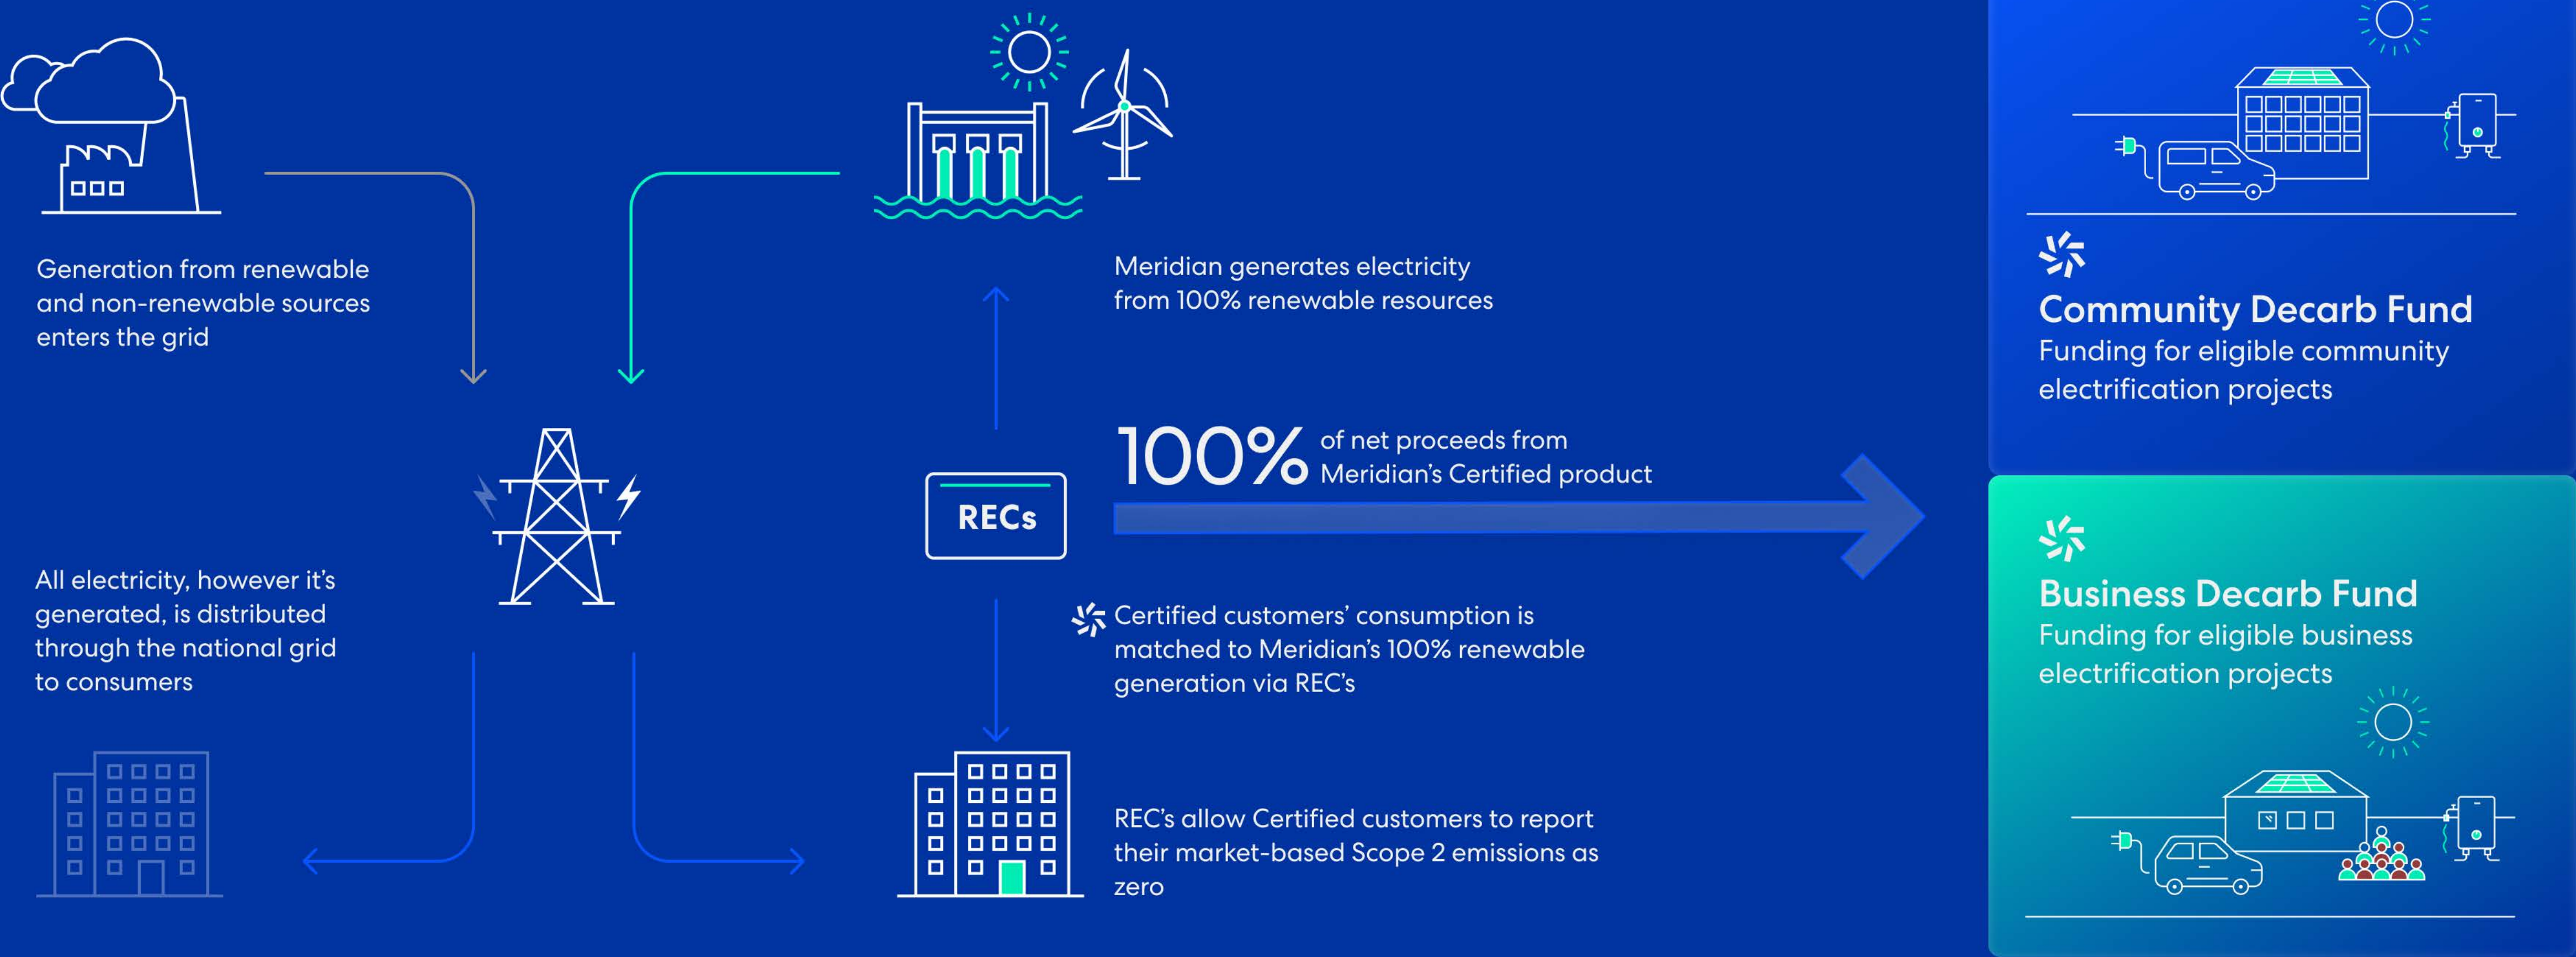 Generation from renewable
and non-renewable sources
enters the grid
All electricity, however it's
generated, is distributed
through the national grid
to consumers
Meridian generates electricity
from 100% renewable resources
RECs
100% of net proceeds from
Meridian's Certified product
Certified customers' consumption is
matched to Meridian's 100% renewable
generation via REC's
REC's allow Certified customers to report
their market-based Scope 2 emissions as
zero
Community Decarb Fund
Funding for eligible community
electrification projects
Business Decarb Fund
Funding for eligible business
electrification projects